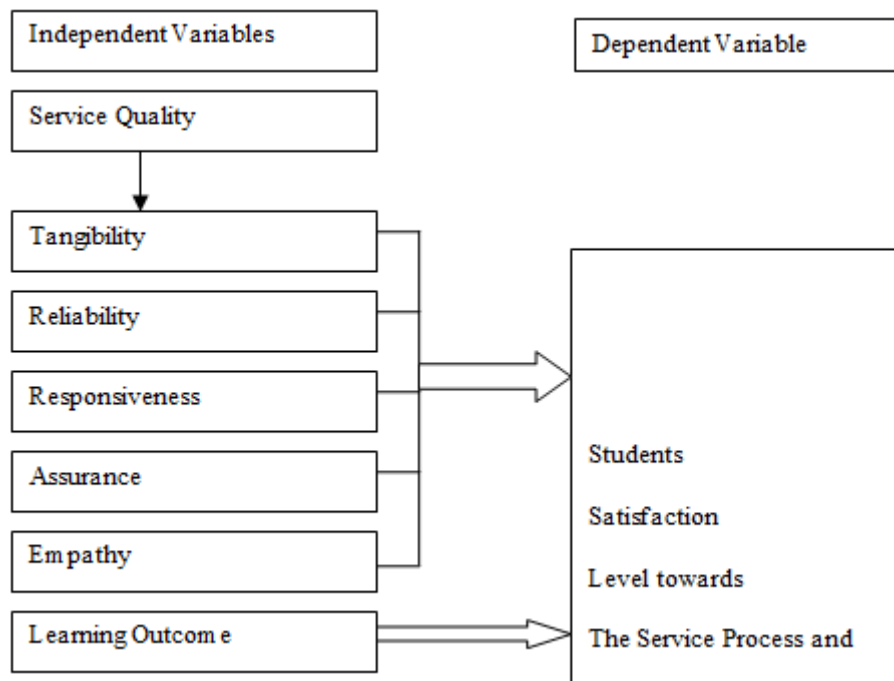 Independent Variables
Dependent Variable
Service Quality
Tangibility
Reliability
Responsiveness
Assurance
Empathy
Learning Outcome
Students
Satisfaction
Level towards
The Service Process and